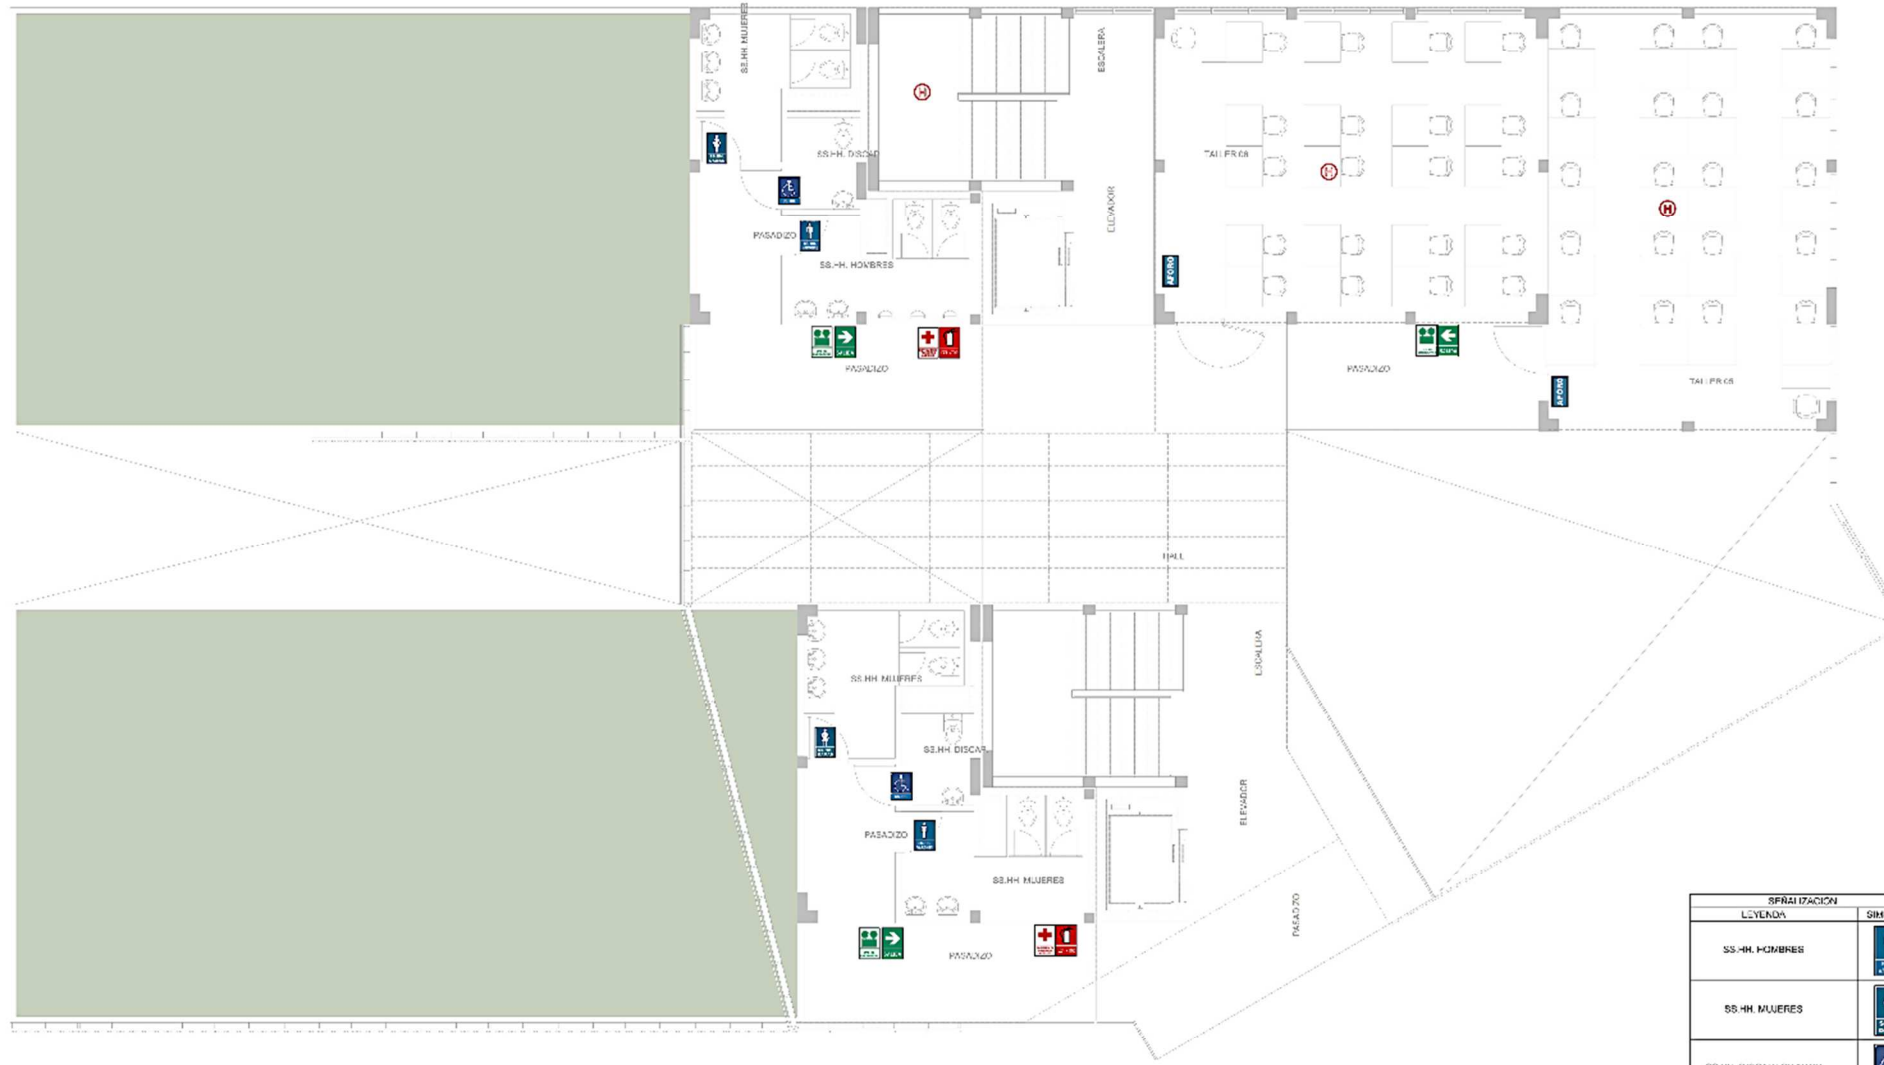 SS.HH. MUJERES
ESCALERA
SS.HH. DISCAP
TALLER 08
ELEVADOR
PASADIZO
SS.HH. HOMBRES
AFORO
SALIDA
PASADIZO
PASADIZO
AFORO
TALLER 05
HALL
ESCALERA
SS.HH. MUJERES
SS.HH. DISCAP
ELEVADOR
PASADIZO
SS.HH. MUJERES
PASADIZO
SALIDA
PASADIZO
SEÑALIZACION
LEYENDA
SS.HH. HOMBRES
SS.HH. MUJERES